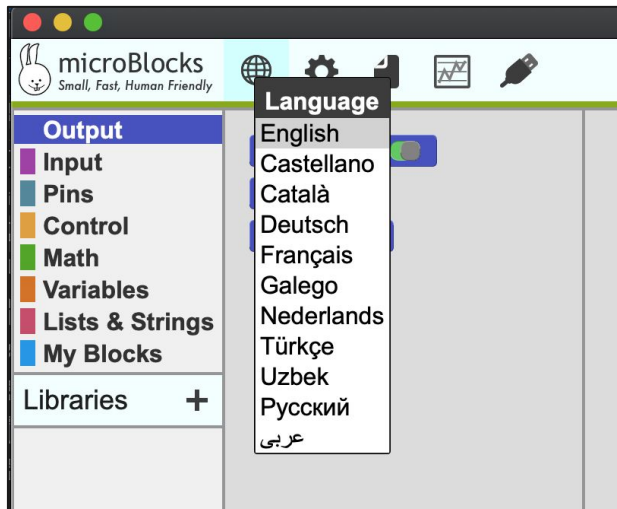 microBlocks
Small, Fast, Human Friendly
Language
English
Castellano
Català
Deutsch
Français
Galego
Nederlands
Türkçe
Uzbek
Русский
عربى
Output
Input
Pins
Control
Math
Variables
Lists & Strings
My Blocks
Libraries +